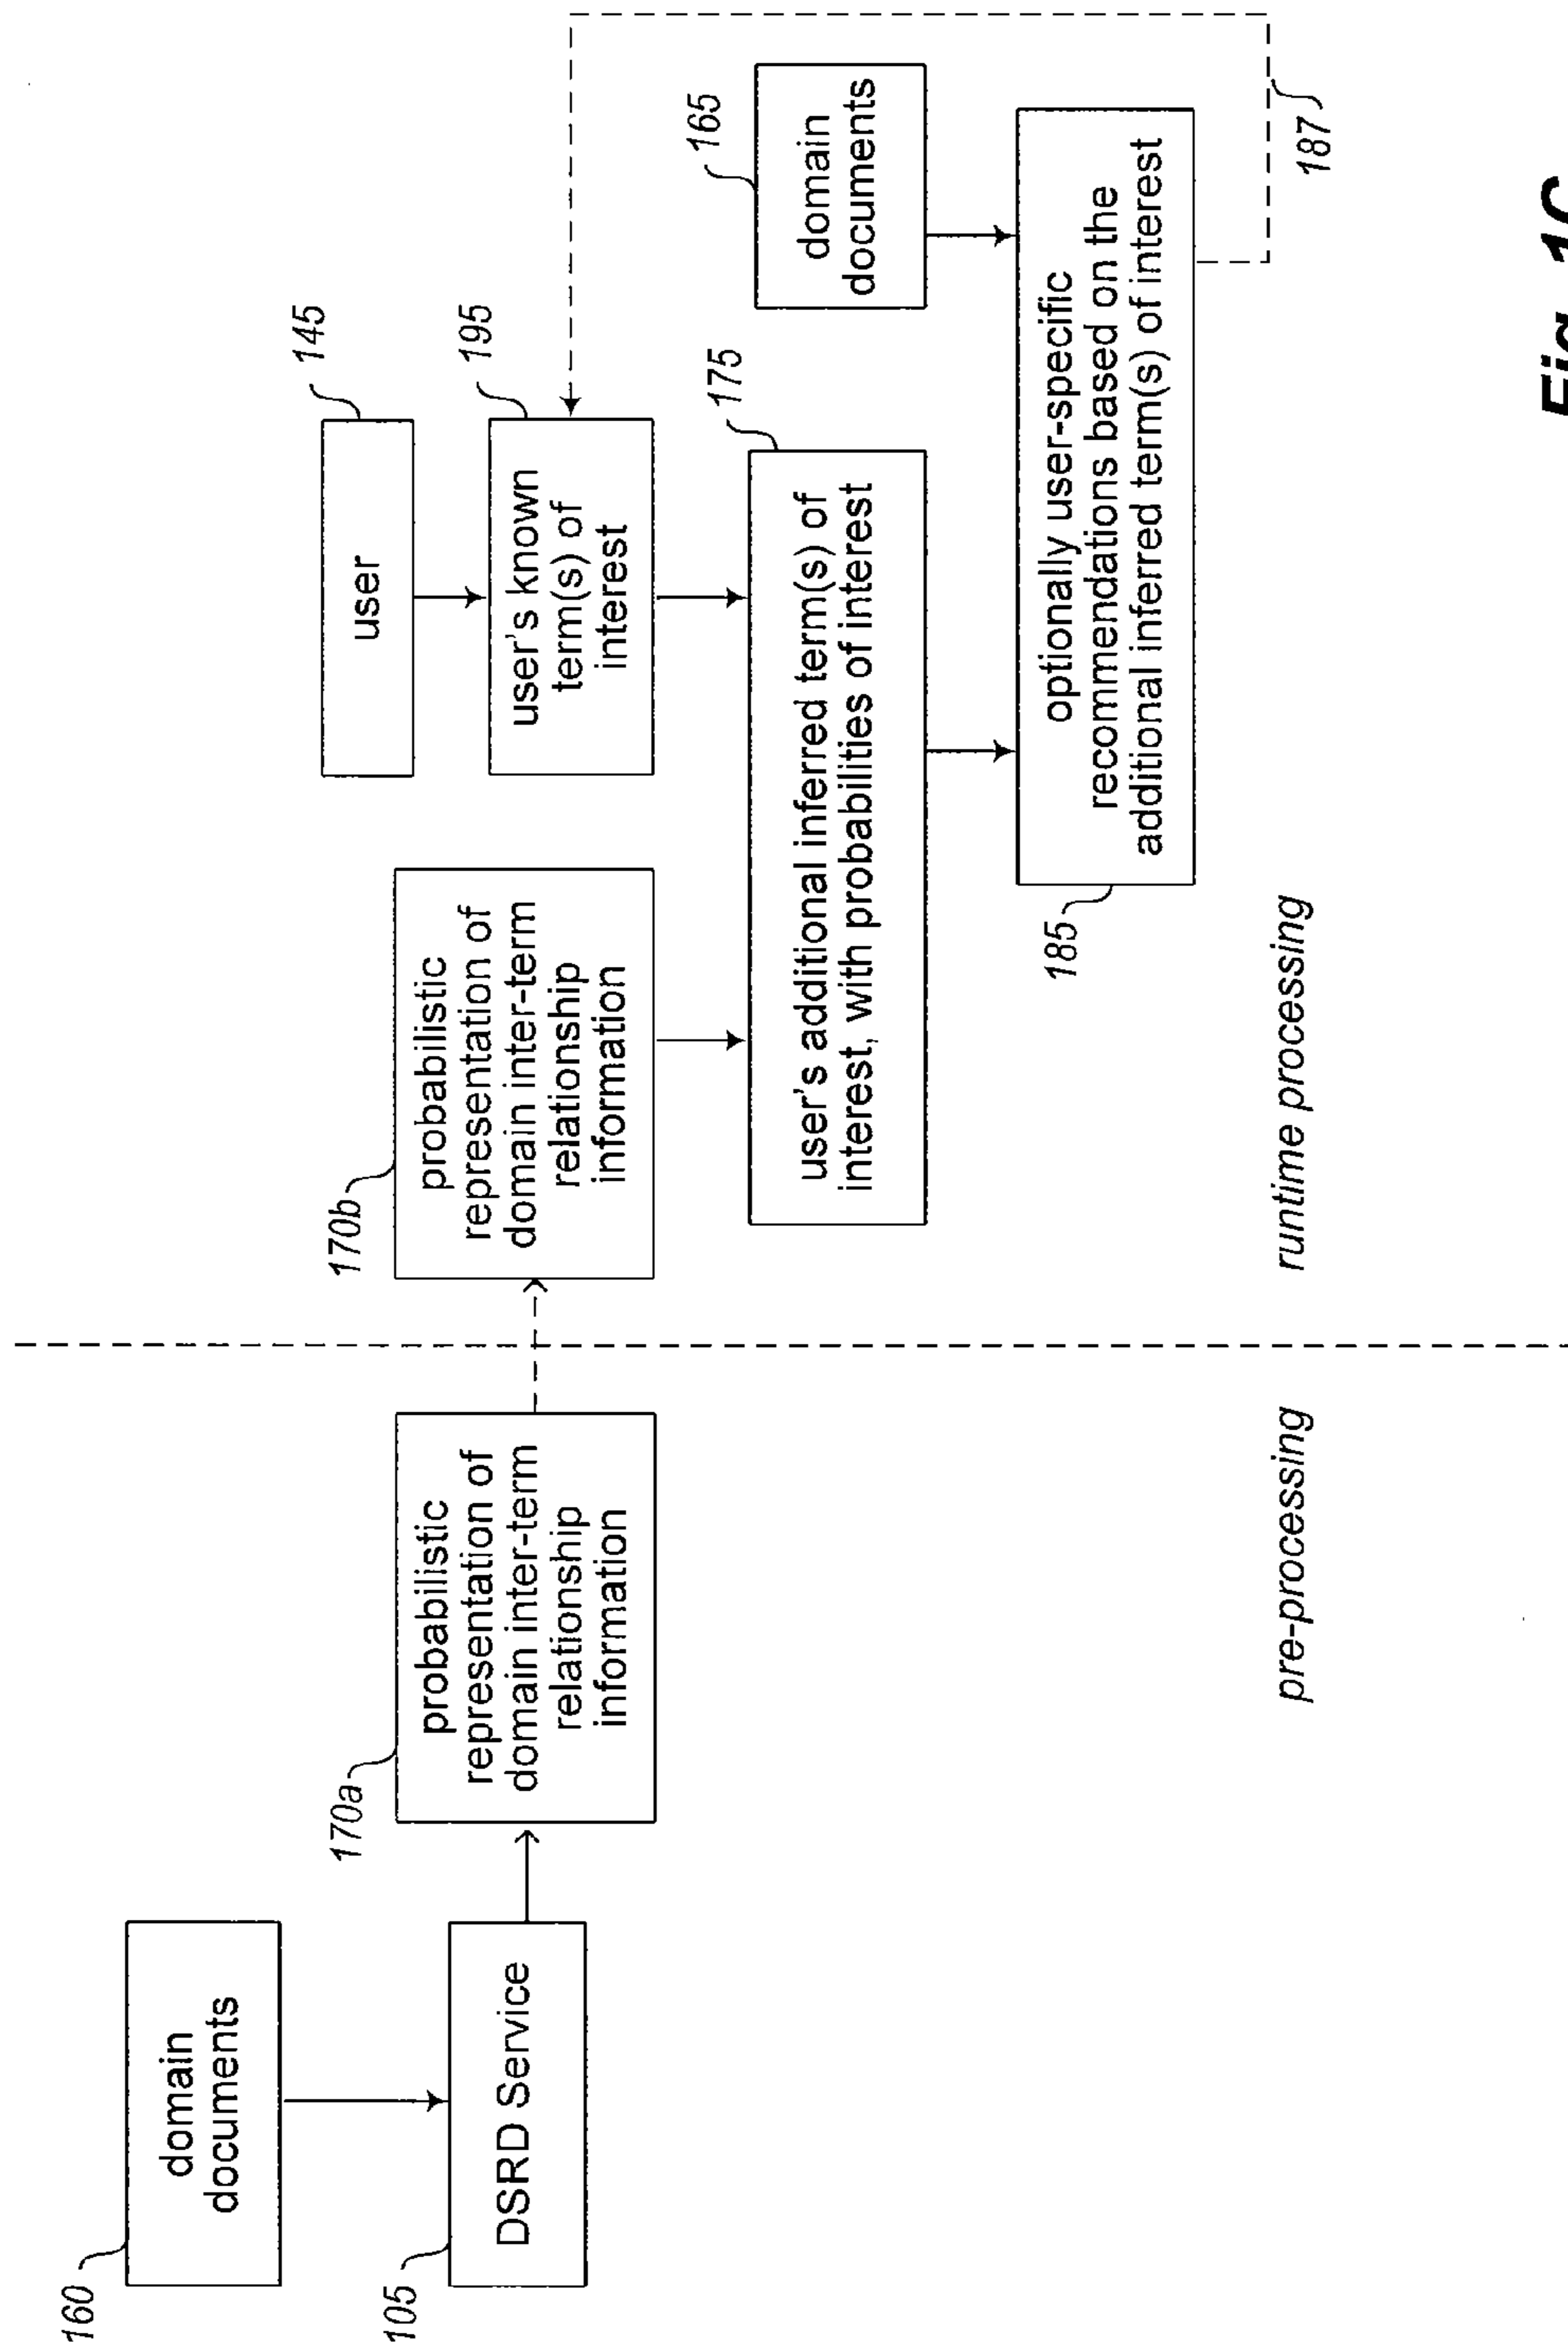 160
domain
documents
105
DSRD Service
170a
probabilistic
representation of
domain inter-term
relationship
information
pre-processing
170b
probabilistic
representation of
domain inter-term
relationship
information
145
user
195
user's known
term(s) of
interest
175
user's additional inferred term(s) of
interest, with probabilities of interest
165
domain
documents
185
optionally user-specific
recommendations based on the
additional inferred term(s) of interest
187
runtime processing
Fig. 1C